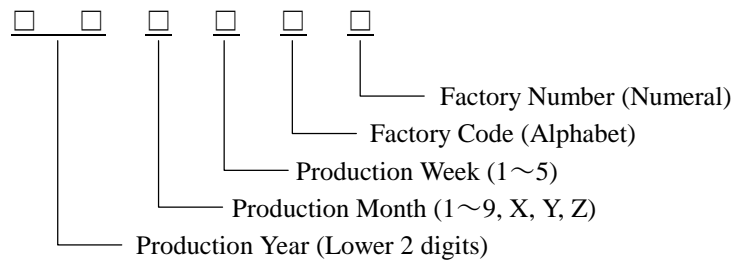 □ □ □ □ □ □
Factory Number (Numeral)
Factory Code (Alphabet)
Production Week (1～5)
Production Month (1～9, X, Y, Z)
Production Year (Lower 2 digits)